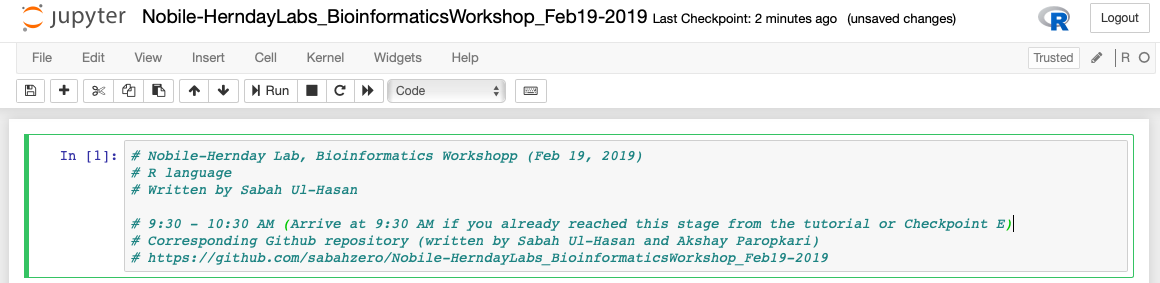 jupyter Nobile-HerndayLabs_BioinformaticsWorkshop_Feb19-2019 Last Checkpoint: 2 minutes ago (unsaved changes) R Logout
File Edit View Insert Cell Kernel Widgets Help Trusted R
Run Code
In [1]: # Nobile-Hernday Lab, Bioinformatics Workshopp (Feb 19, 2019)
# R language
# Written by Sabah Ul-Hasan
# 9:30 - 10:30 AM (Arrive at 9:30 AM if you already reached this stage from the tutorial or Checkpoint E)
# Corresponding Github repository (written by Sabah Ul-Hasan and Akshay Paropkari)
# https://github.com/sabahzero/Nobile-HerndayLabs_BioinformaticsWorkshop_Feb19-2019